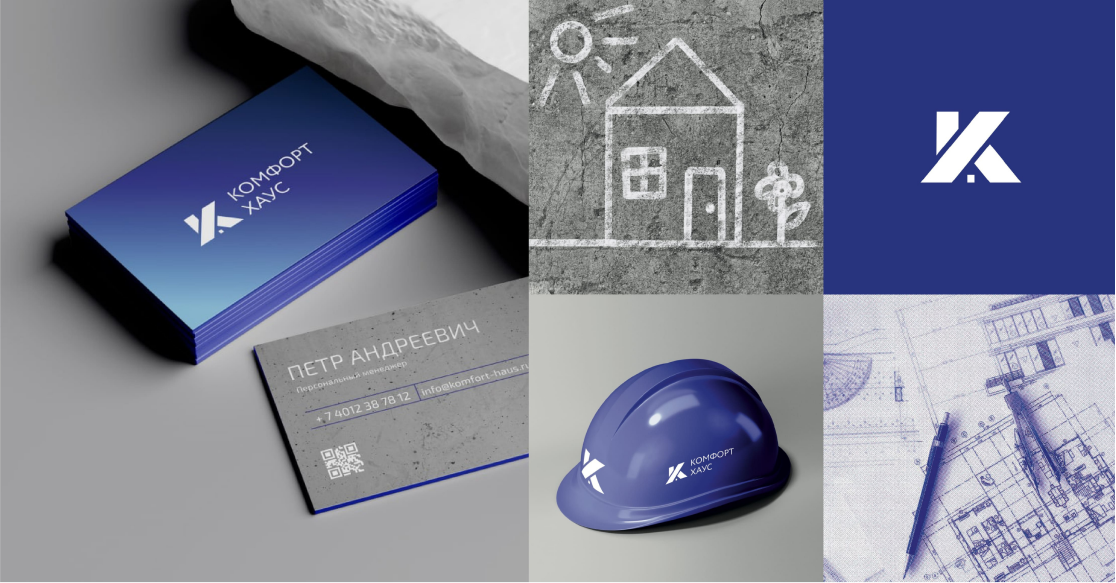 КОМФОРТ
ХАУС
ПЕТР АНДРЕЕВИЧ
Персональный менеджер
+7 4012 38 78 12
info@komfort-haus.ru
КОМФОРТ
ХАУС